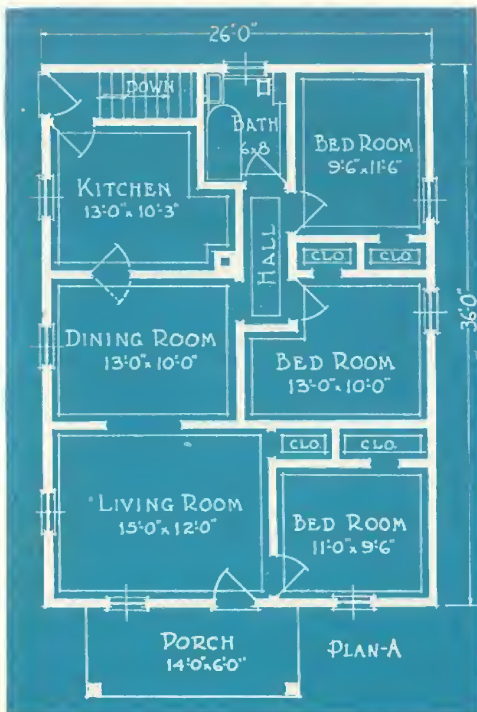 26'-0"
DOWN
BATH
6x8
BED ROOM
9'-6"x11'-6"
KITCHEN
13'-0"x10'-3"
HALL
CLO.
CLO.
36'-0"
DINING ROOM
13'-0"x10'-0"
BED ROOM
13'-0"x10'-0"
CLO.
CLO.
LIVING ROOM
15'-0"x12'-0"
BED ROOM
11'-0"x9'-6"
PORCH
14'-0"x6'-0"
PLAN-A